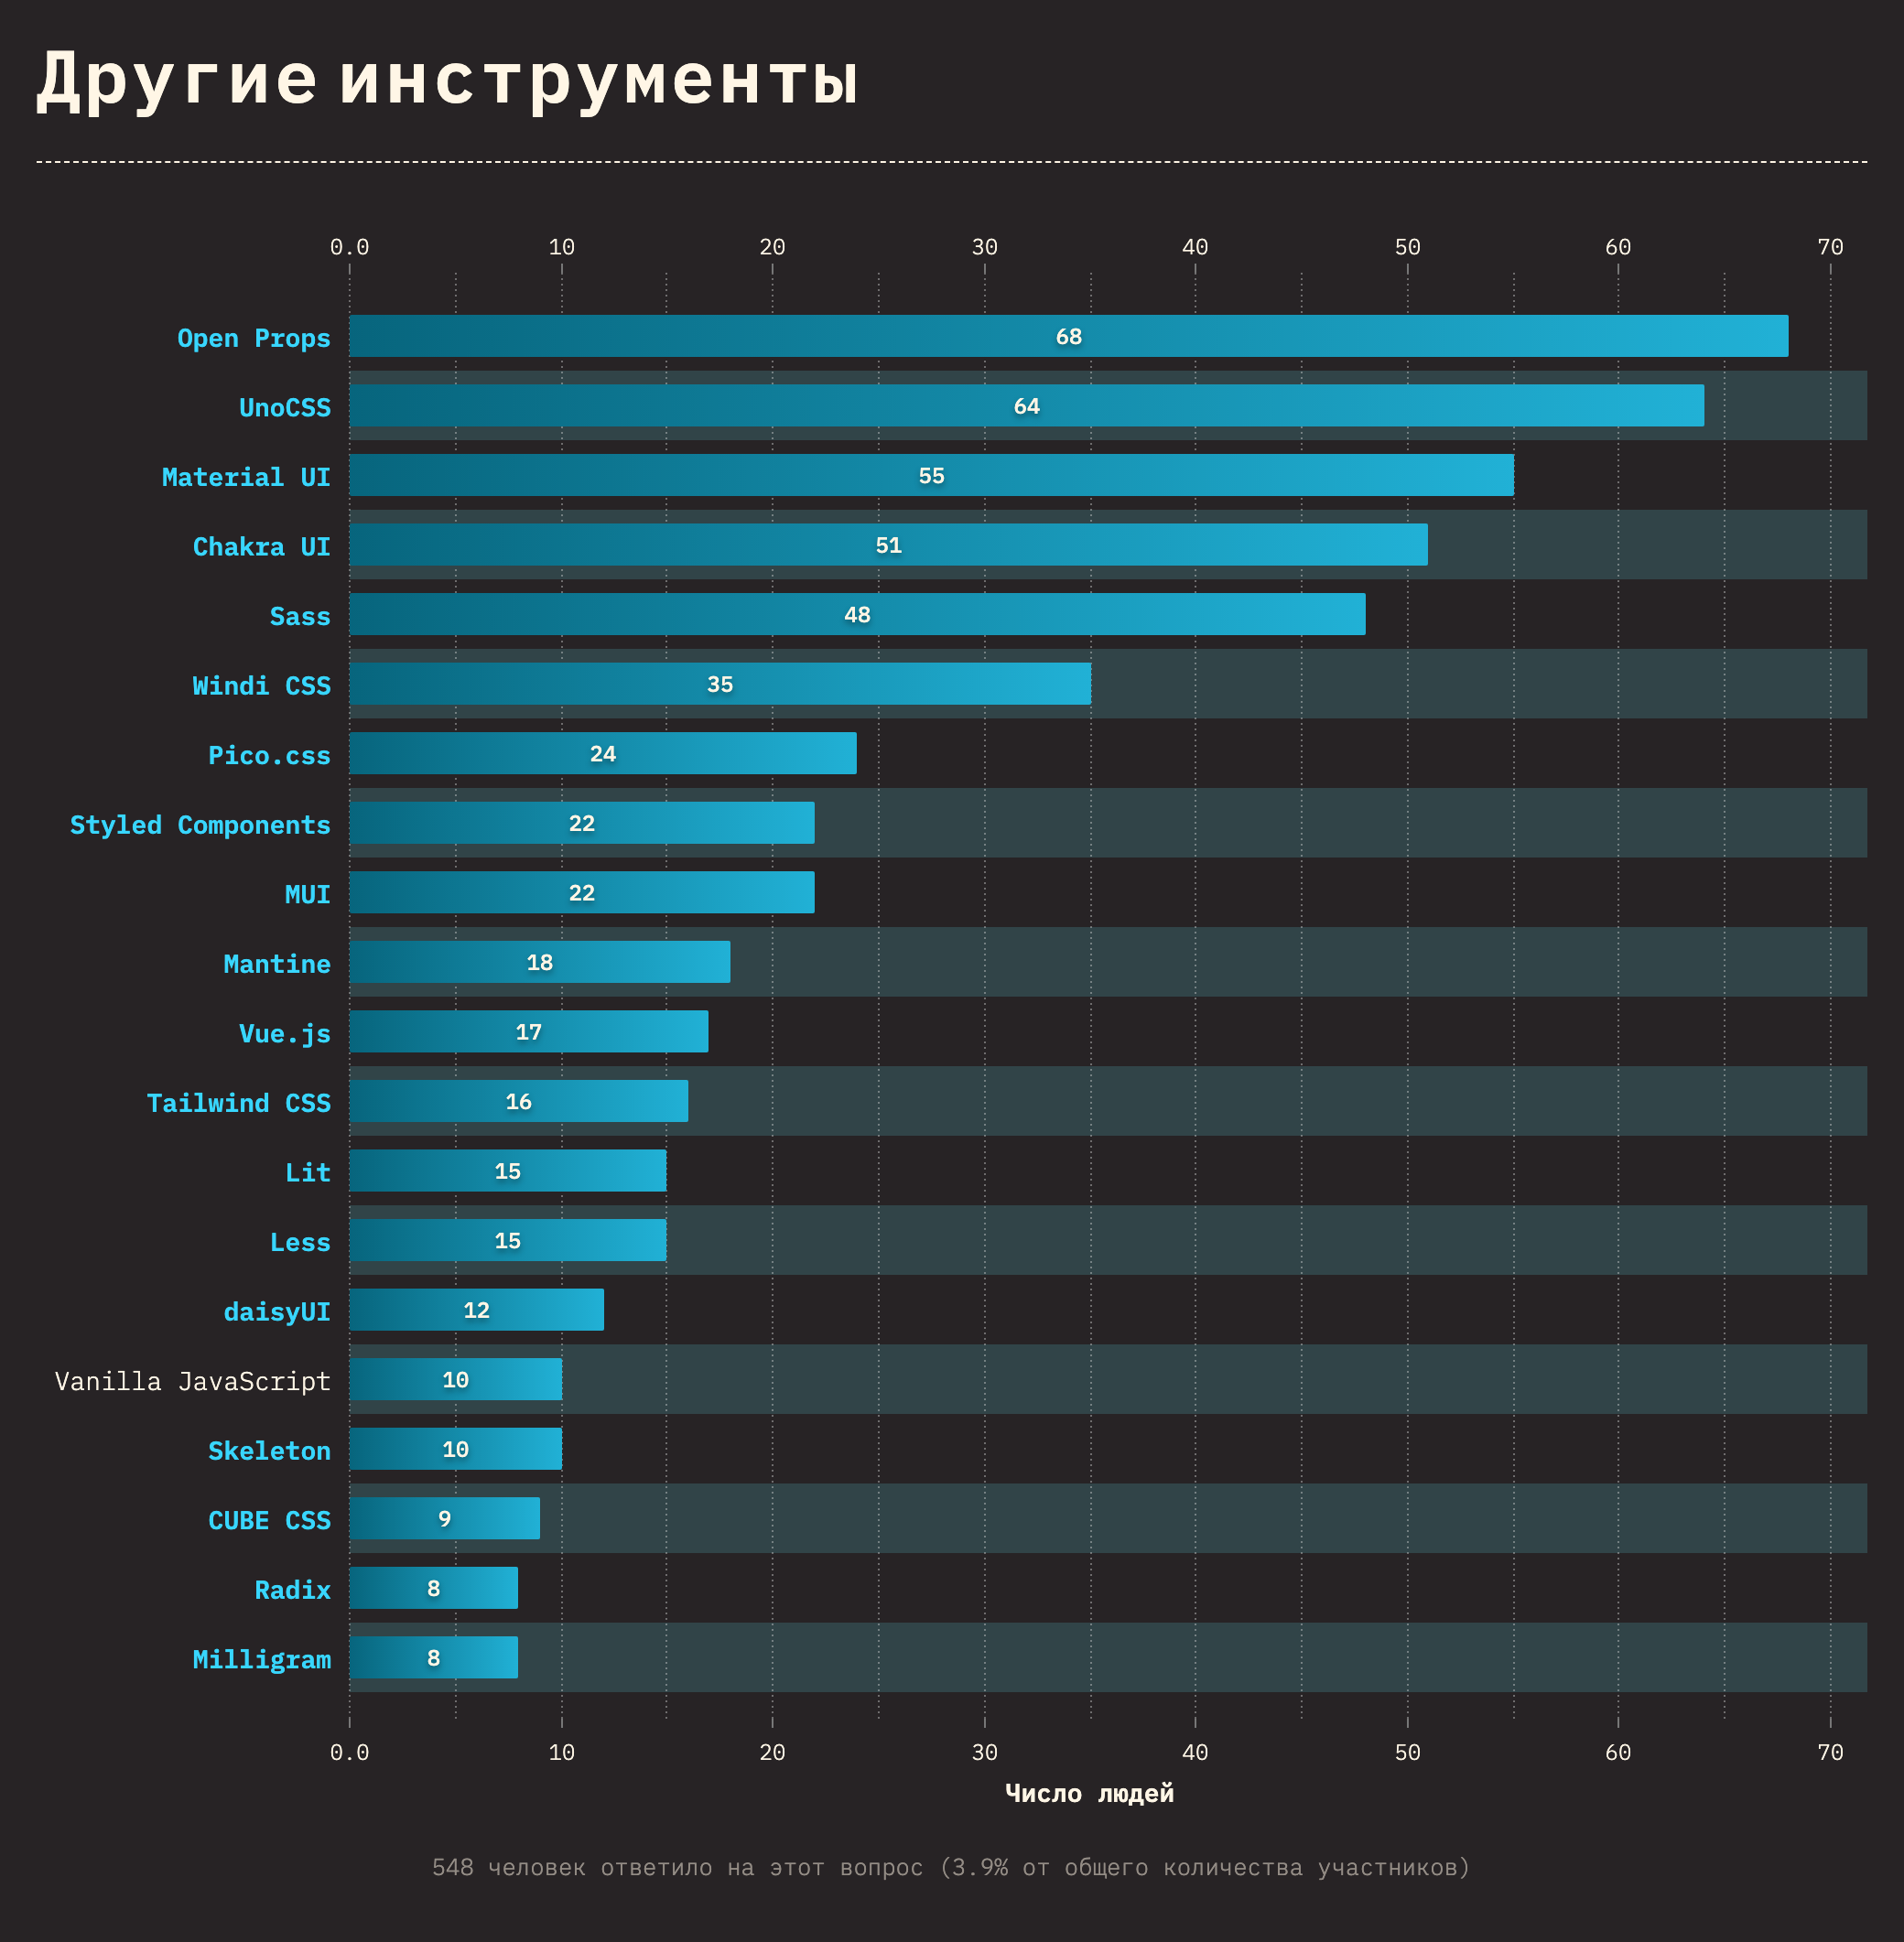 Другие инструменты
0.0 10 20 30 40 50 60 70
Open Props 68
UnoCSS 64
Material UI 55
Chakra UI 51
Sass 48
Windi CSS 35
Pico.css 24
Styled Components 22
MUI 22
Mantine 18
Vue.js 17
Tailwind CSS 16
Lit 15
Less 15
daisyUI 12
Vanilla JavaScript 10
Skeleton 10
CUBE CSS 9
Radix 8
Milligram 8
0.0 10 20 30 40 50 60 70
Число людей
548 человек ответило на этот вопрос (3.9% от общего количества участников)